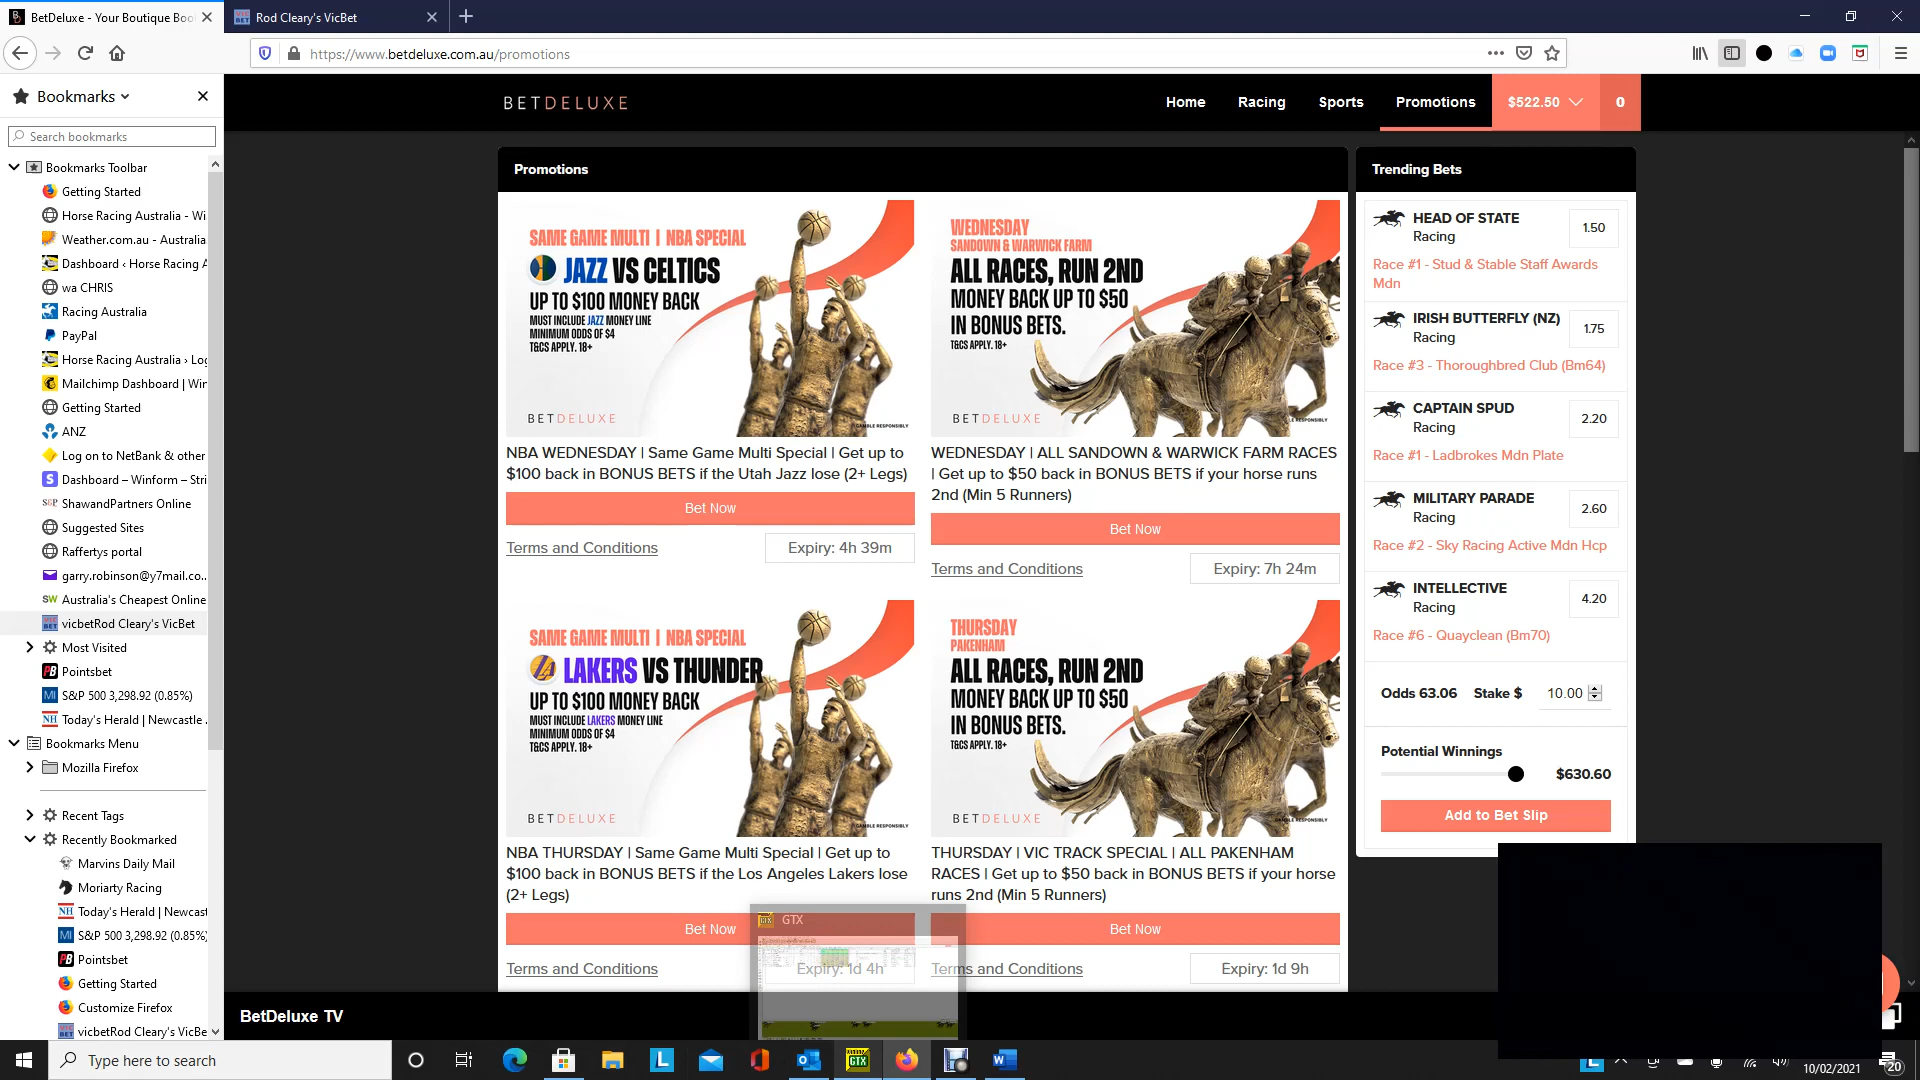 BetDeluxe - Your Boutique Boo
Rod Cleary's VicBet
https://www.betdeluxe.com.au/promotions
Bookmarks
Search bookmarks
Bookmarks Toolbar
Getting Started
Horse Racing Australia - Wi
Weather.com.au - Australia
Dashboard ‹ Horse Racing A
wa CHRIS
Racing Australia
PayPal
Horse Racing Australia › Log
Mailchimp Dashboard | Win
Getting Started
ANZ
Log on to NetBank & other
Dashboard – Winform – Stri
ShawandPartners Online
Suggested Sites
Raffertys portal
garry.robinson@y7mail.co...
Australia's Cheapest Online
vicbetRod Cleary's VicBet
Most Visited
Pointsbet
S&P 500 3,298.92 (0.85%)
Today's Herald | Newcastle
Bookmarks Menu
Mozilla Firefox
Recent Tags
Recently Bookmarked
Marvins Daily Mail
Moriarty Racing
Today's Herald | Newcast
S&P 500 3,298.92 (0.85%)
Pointsbet
Getting Started
Customize Firefox
vicbetRod Cleary's VicBe
BETDELUXE
Home
Racing
Sports
Promotions
$522.50
0
Promotions
SAME GAME MULTI | NBA SPECIAL
JAZZ VS CELTICS
UP TO $100 MONEY BACK
MUST INCLUDE JAZZ MONEY LINE
MINIMUM ODDS OF $4
T&CS APPLY. 18+
BETDELUXE
GAMBLE RESPONSIBLY
NBA WEDNESDAY | Same Game Multi Special | Get up to
$100 back in BONUS BETS if the Utah Jazz lose (2+ Legs)
Bet Now
Terms and Conditions
Expiry: 4h 39m
WEDNESDAY
SANDOWN & WARWICK FARM
ALL RACES, RUN 2ND
MONEY BACK UP TO $50
IN BONUS BETS.
T&CS APPLY. 18+
BETDELUXE
GAMBLE RESPONSIBLY
WEDNESDAY | ALL SANDOWN & WARWICK FARM RACES
| Get up to $50 back in BONUS BETS if your horse runs
2nd (Min 5 Runners)
Bet Now
Terms and Conditions
Expiry: 7h 24m
SAME GAME MULTI | NBA SPECIAL
LAKERS VS THUNDER
UP TO $100 MONEY BACK
MUST INCLUDE LAKERS MONEY LINE
MINIMUM ODDS OF $4
T&CS APPLY. 18+
BETDELUXE
GAMBLE RESPONSIBLY
NBA THURSDAY | Same Game Multi Special | Get up to
$100 back in BONUS BETS if the Los Angeles Lakers lose
(2+ Legs)
Bet Now
Terms and Conditions
Expiry: 1d 4h
THURSDAY
PAKENHAM
ALL RACES, RUN 2ND
MONEY BACK UP TO $50
IN BONUS BETS.
T&CS APPLY. 18+
BETDELUXE
GAMBLE RESPONSIBLY
THURSDAY | VIC TRACK SPECIAL | ALL PAKENHAM
RACES | Get up to $50 back in BONUS BETS if your horse
runs 2nd (Min 5 Runners)
Bet Now
Terms and Conditions
Expiry: 1d 9h
Trending Bets
HEAD OF STATE
Racing
1.50
Race #1 - Stud & Stable Staff Awards
Mdn
IRISH BUTTERFLY (NZ)
Racing
1.75
Race #3 - Thoroughbred Club (Bm64)
CAPTAIN SPUD
Racing
2.20
Race #1 - Ladbrokes Mdn Plate
MILITARY PARADE
Racing
2.60
Race #2 - Sky Racing Active Mdn Hcp
INTELLECTIVE
Racing
4.20
Race #6 - Quayclean (Bm70)
Odds 63.06 Stake $ 10.00
Potential Winnings
$630.60
Add to Bet Slip
GTX
BetDeluxe TV
Type here to search
GTX
10/02/2021
20